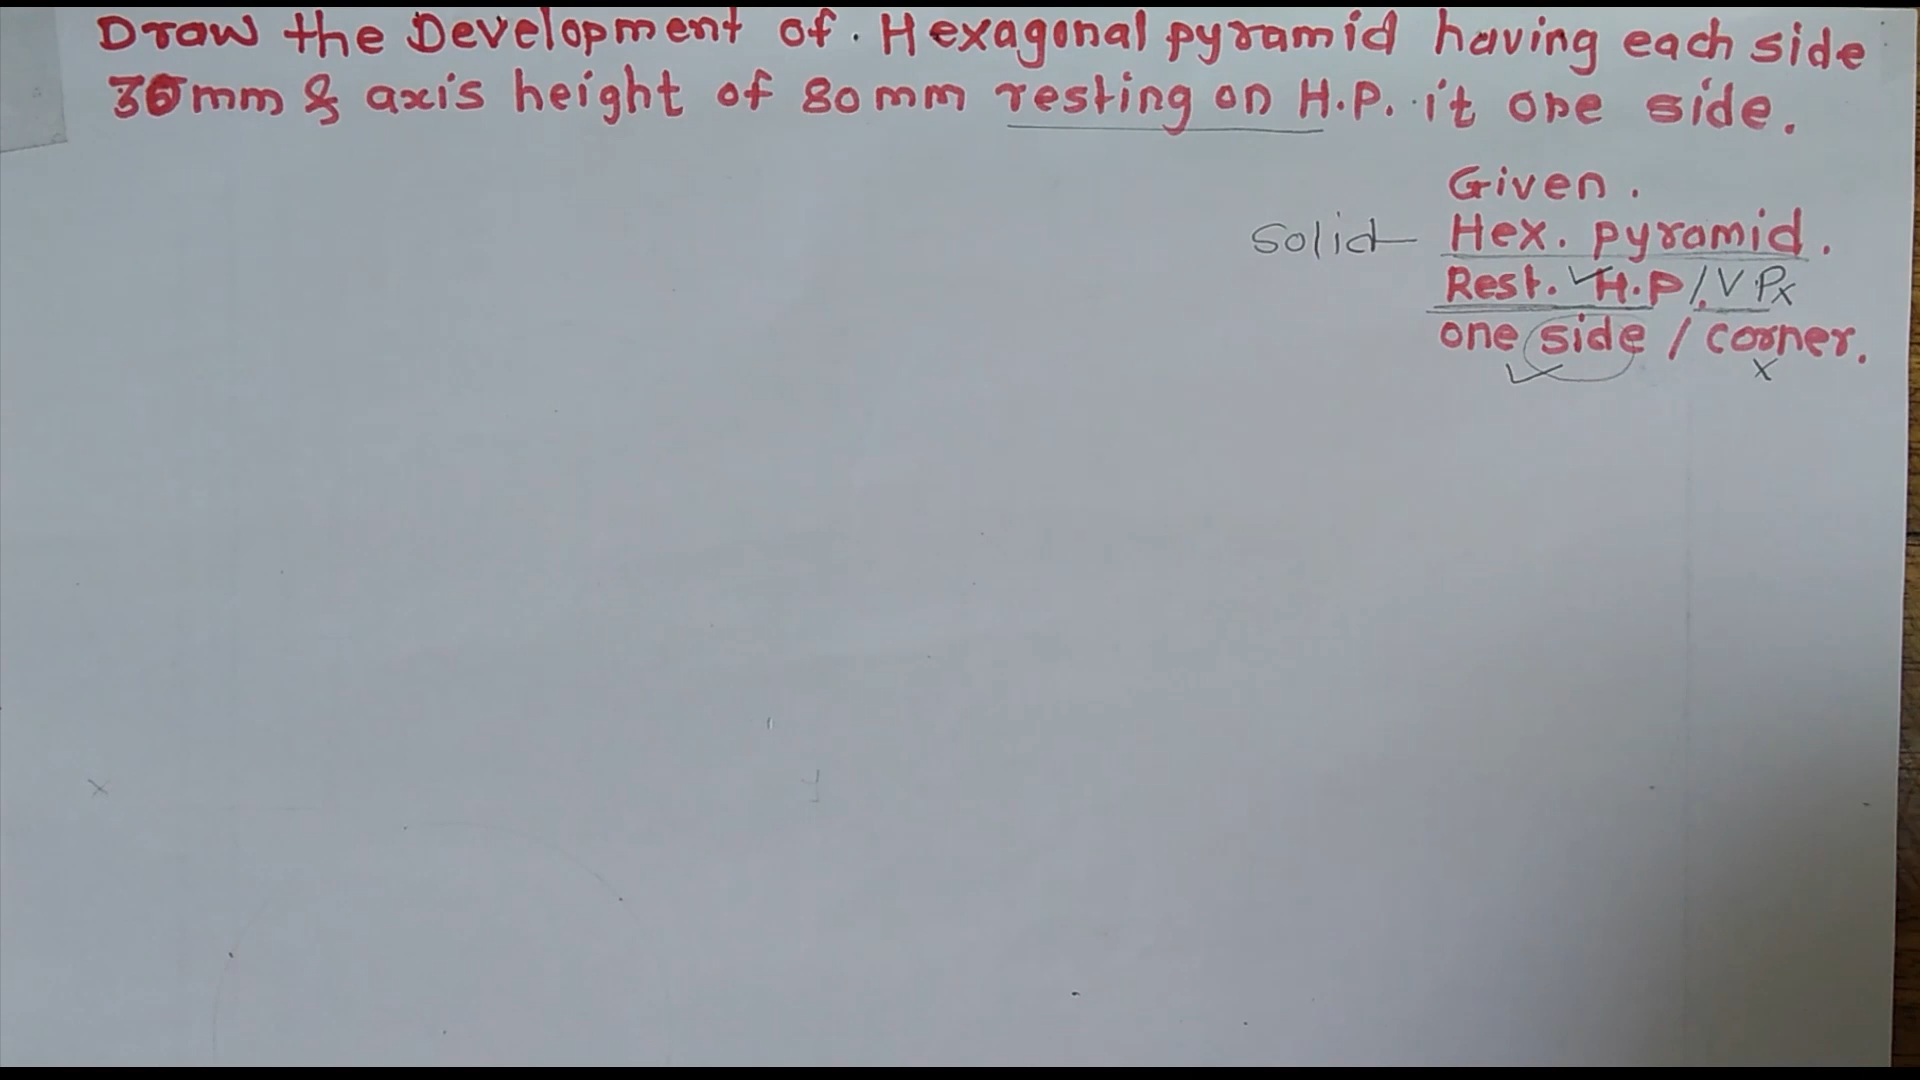 Draw the Development of. Hexagonal pyramid having each side
30mm & axis height of 80mm resting on H.P. it one side.
Given.
Solid - Hex. pyramid.
Rest. ✓ H.P/.V Px
one side / corner.
✓ x